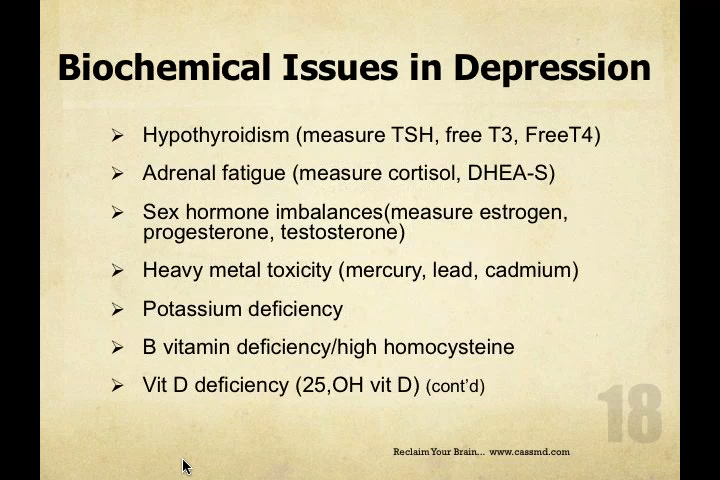 Biochemical Issues in Depression
Hypothyroidism (measure TSH, free T3, FreeT4)
Adrenal fatigue (measure cortisol, DHEA-S)
Sex hormone imbalances(measure estrogen,
progesterone, testosterone)
Heavy metal toxicity (mercury, lead, cadmium)
Potassium deficiency
B vitamin deficiency/high homocysteine
Vit D deficiency (25,OH vit D) (cont’d)
18
Reclaim Your Brain... www.cassmd.com